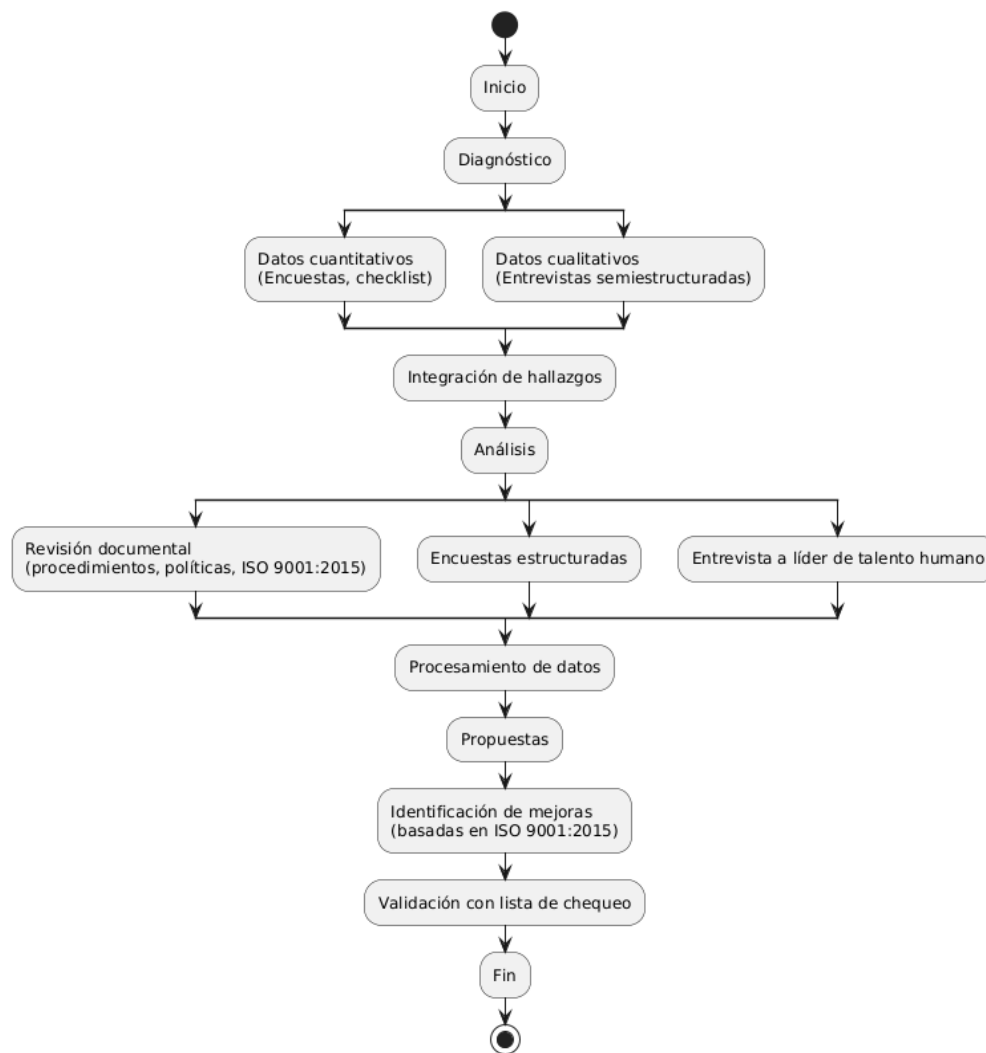 Inicio
Diagnóstico
Datos cuantitativos
(Encuestas, checklist)
Datos cualitativos
(Entrevistas semiestructuradas)
Integración de hallazgos
Análisis
Revisión documental
(procedimientos, políticas, ISO 9001:2015)
Encuestas estructuradas
Entrevista a líder de talento humano
Procesamiento de datos
Propuestas
Identificación de mejoras
(basadas en ISO 9001:2015)
Validación con lista de chequeo
Fin